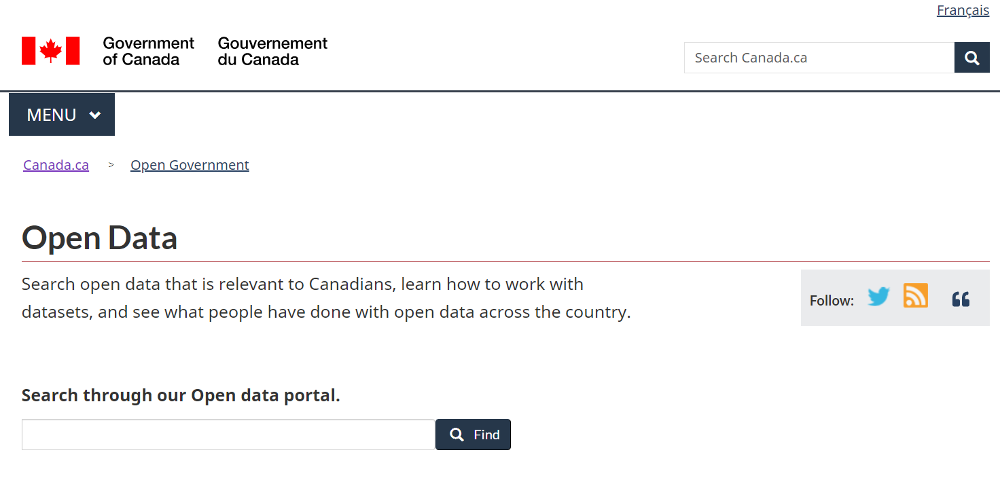 Français
Government
of Canada
Gouvernement
du Canada
Search Canada.ca
MENU
Canada.ca > Open Government
Open Data
Search open data that is relevant to Canadians, learn how to work with
datasets, and see what people have done with open data across the country.
Follow:
Search through our Open data portal.
Find